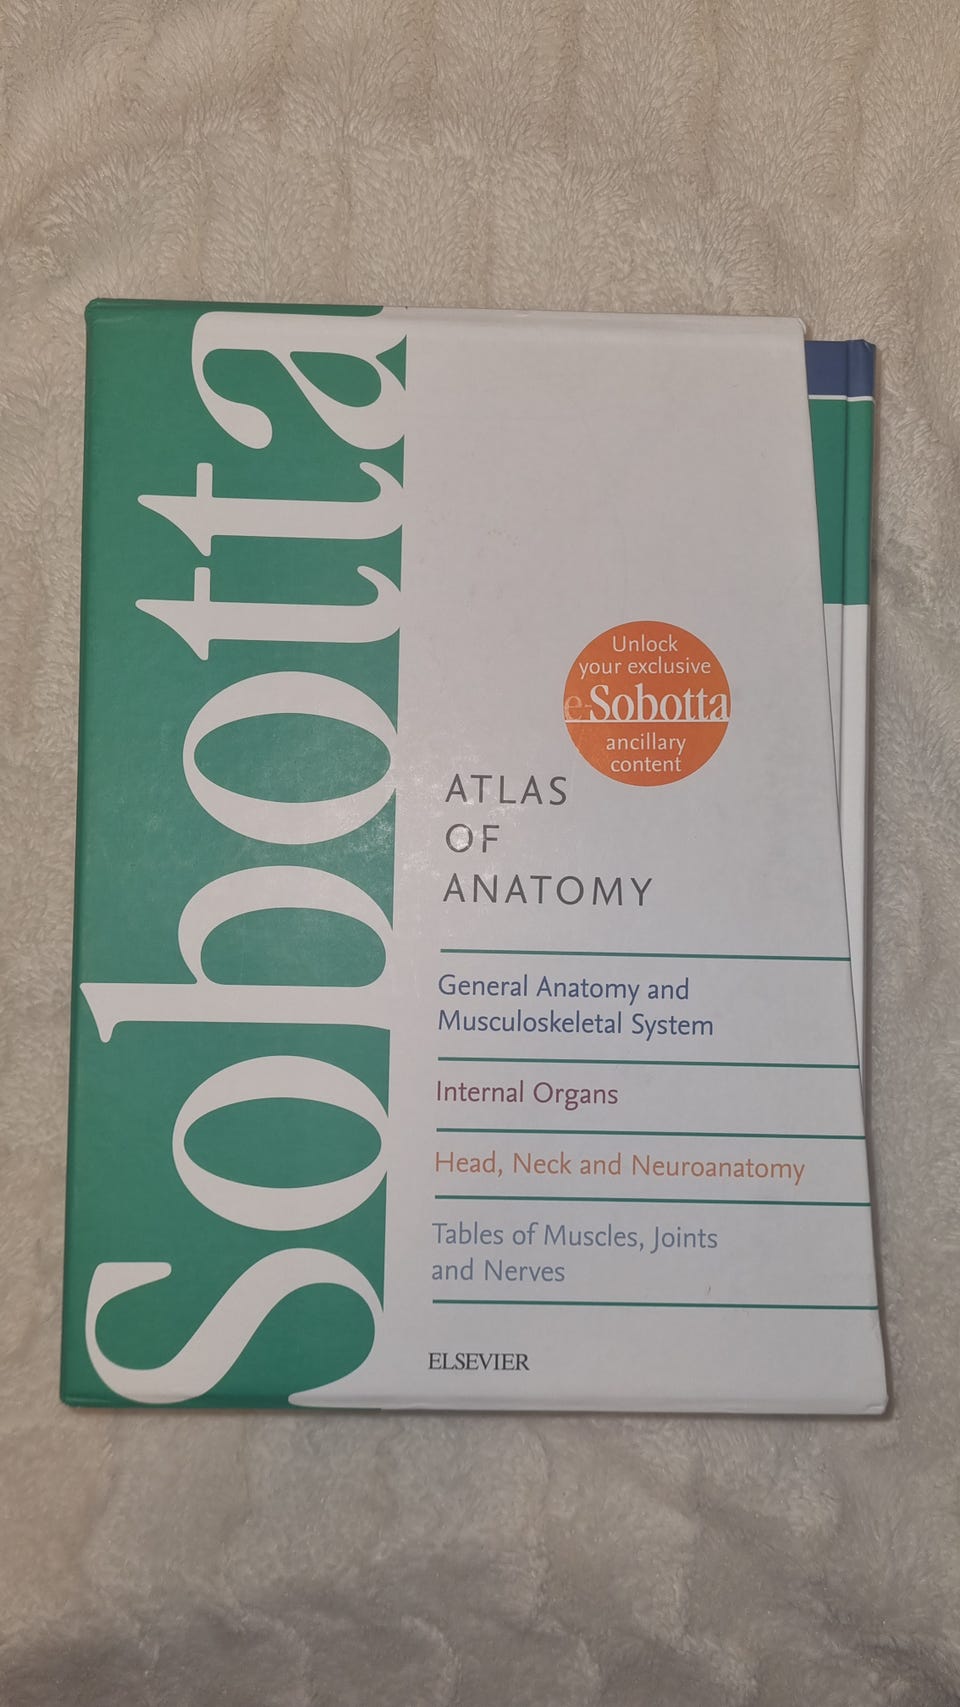 Sobotta
Unlock
your exclusive
e-Sobotta
ancillary
content
ATLAS
OF
ANATOMY
General Anatomy and
Musculoskeletal System
Internal Organs
Head, Neck and Neuroanatomy
Tables of Muscles, Joints
and Nerves
ELSEVIER